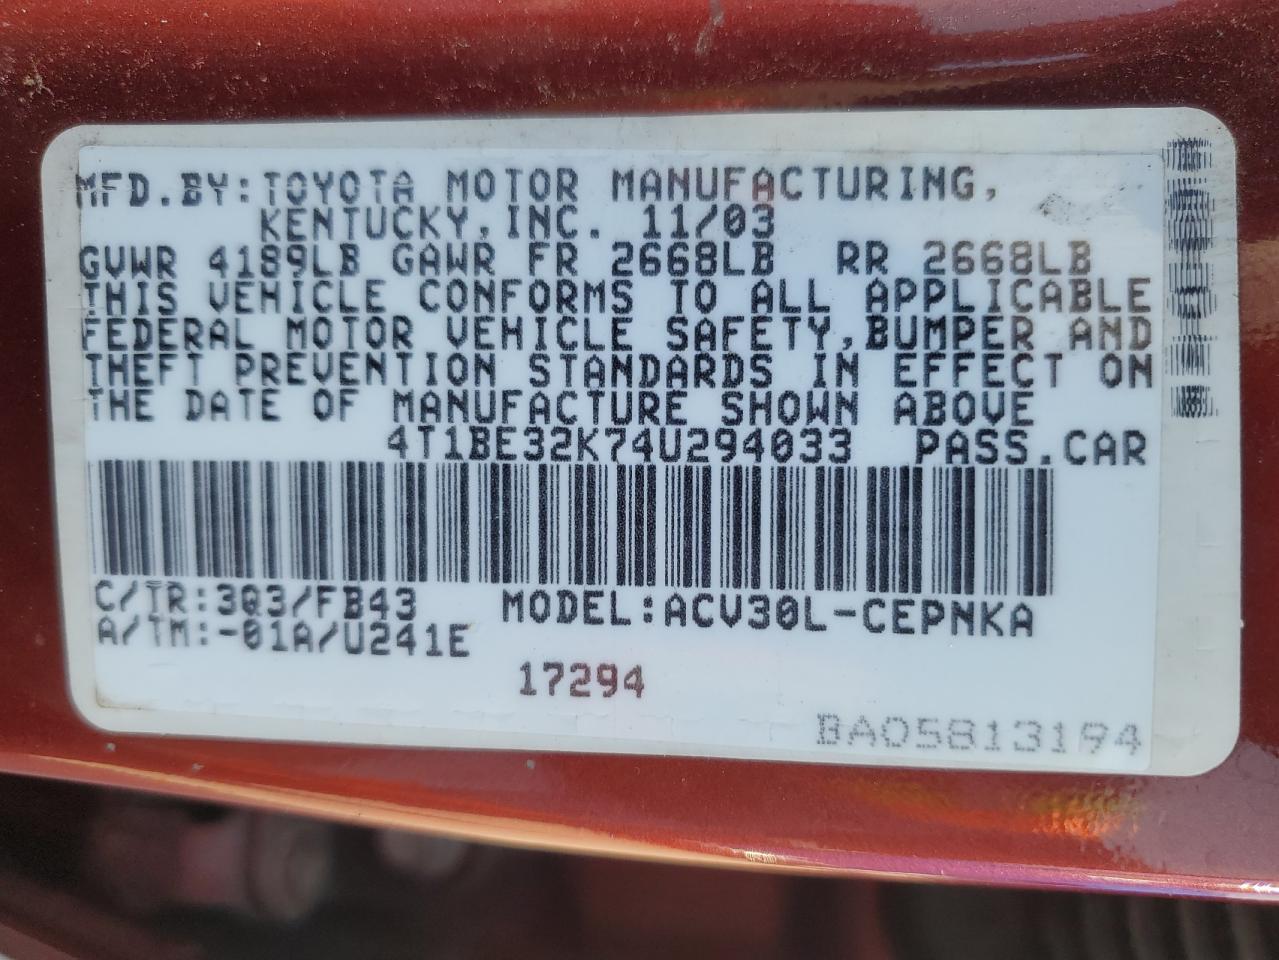 MFD.BY:TOYOTA MOTOR MANUFACTURING,
KENTUCKY,INC. 11/03
GVWR 4189LB GAWR FR 2668LB RR 2668LB
THIS VEHICLE CONFORMS TO ALL APPLICABLE
FEDERAL MOTOR VEHICLE SAFETY,BUMPER AND
THEFT PREVENTION STANDARDS IN EFFECT ON
THE DATE OF MANUFACTURE SHOWN ABOVE
4T1BE32K74U294033 PASS.CAR
C/TR:3Q3/FB43 MODEL:ACV30L-CEPNKA
A/TM:-01A/U241E
17294
BA05813194